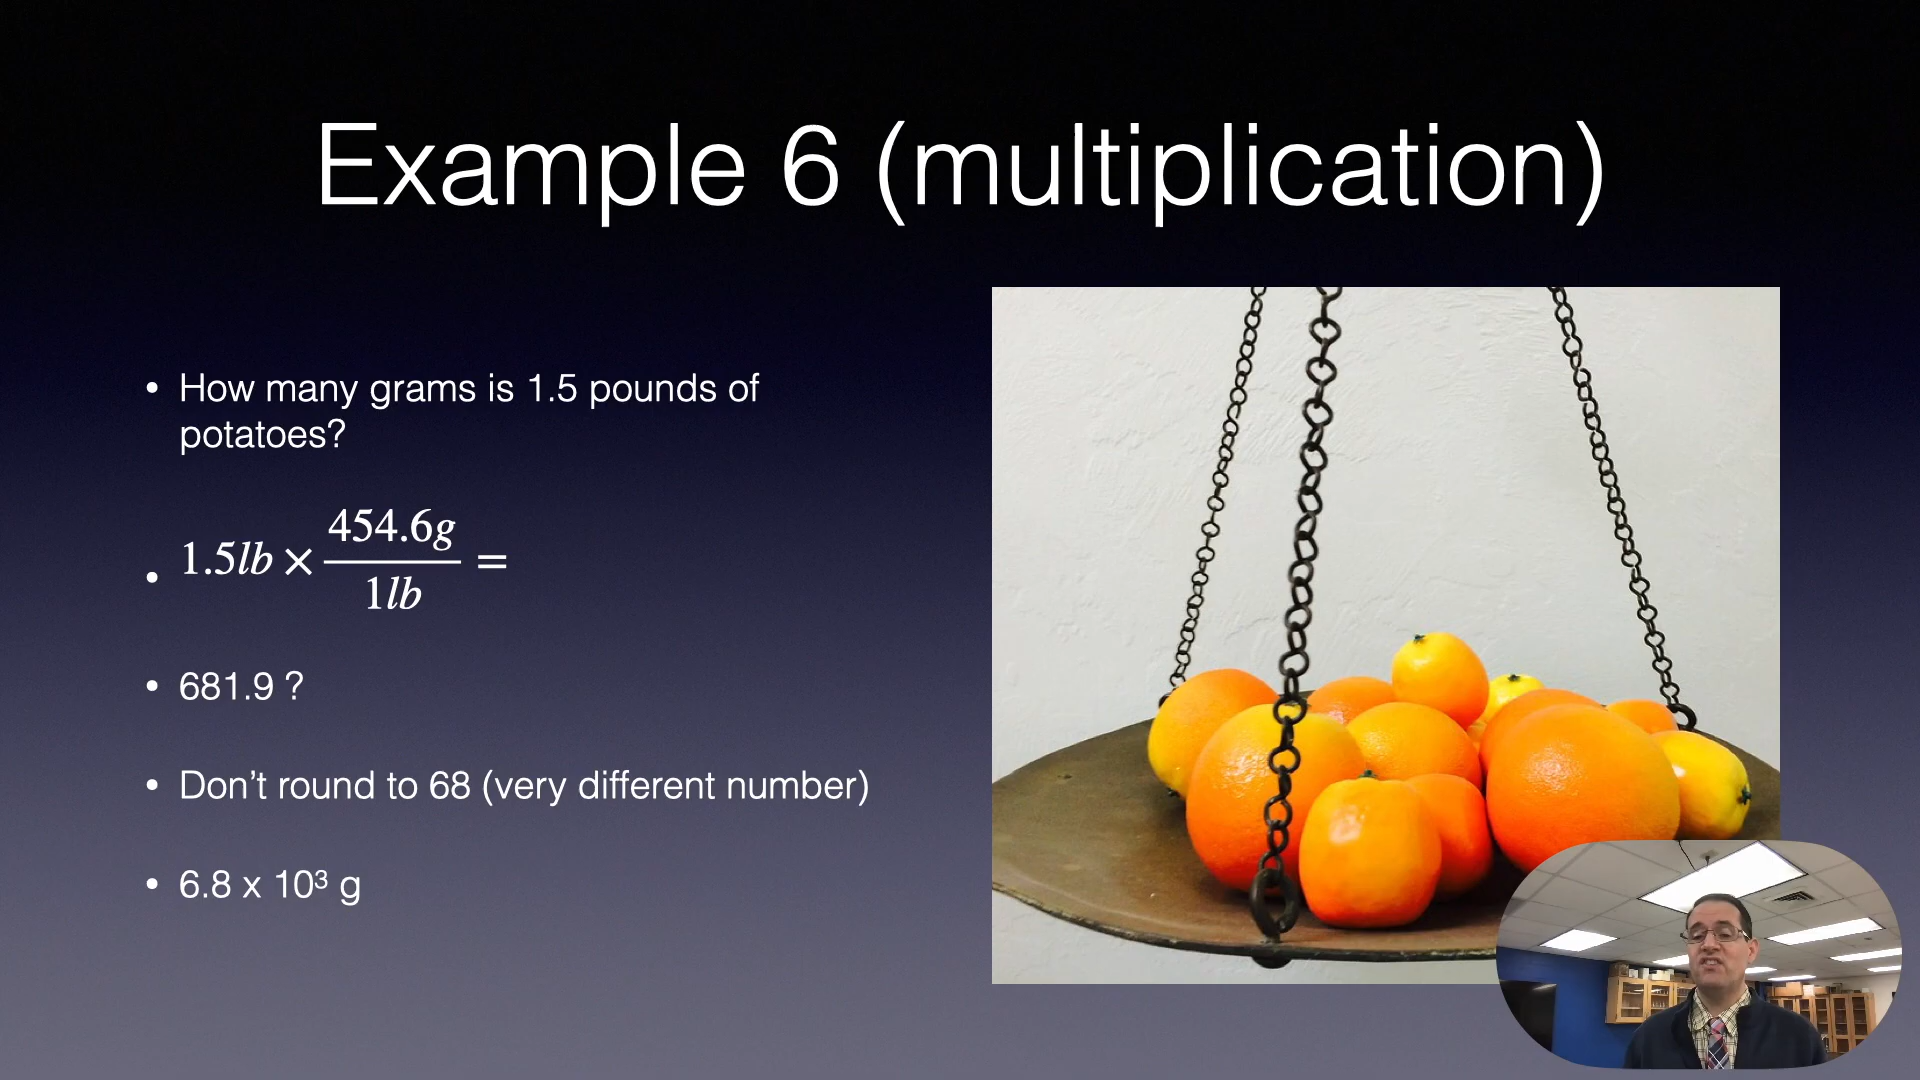 Example 6 (multiplication)
• How many grams is 1.5 pounds of
potatoes?
• 1.5lb × 454.6g / 1lb =
• 681.9 ?
• Don’t round to 68 (very different number)
• 6.8 x 10³ g